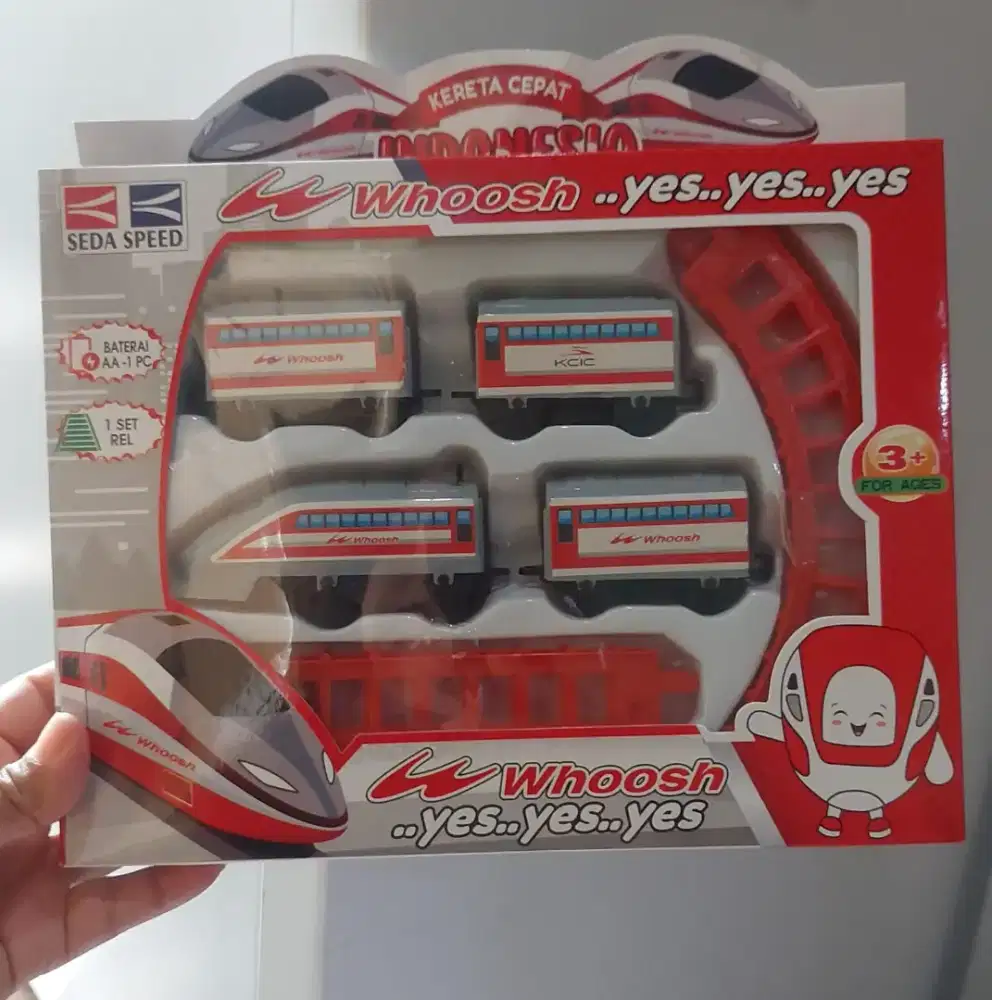 KERETA CEPAT
INDONESIA
Whoosh ..yes..yes..yes
SEDA SPEED
BATERAI
AA -1 PC
1 SET
REL
Whoosh
KCIC
Whoosh
Whoosh
3+
FOR AGES
Whoosh
Whoosh
..yes..yes..yes